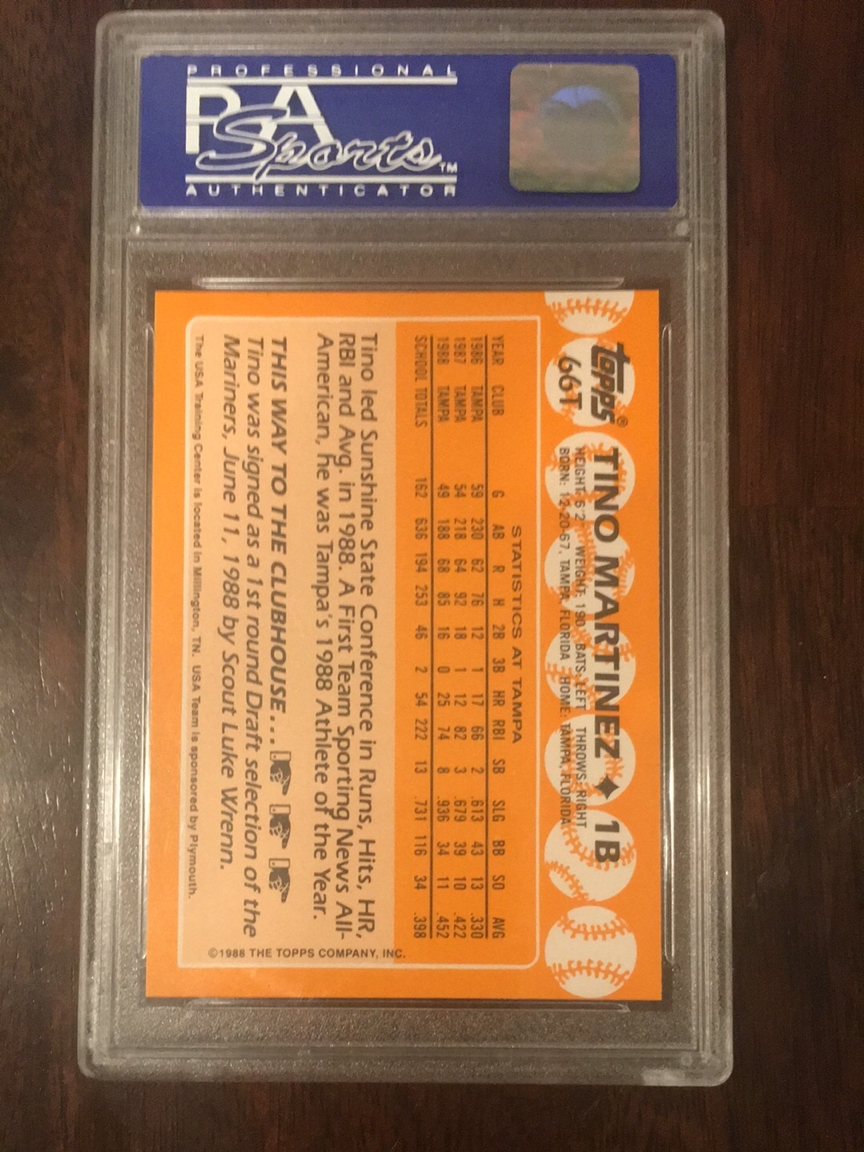 PROFESSIONAL
PSA
Sports™
AUTHENTICATOR
topps®
66T
TINO MARTINEZ ♦ 1B
HEIGHT: 6'2 WEIGHT: 190 BATS: LEFT THROWS: RIGHT
BORN: 12-20-67, TAMPA, FLORIDA HOME: TAMPA, FLORIDA
STATISTICS AT TAMPA
YEAR CLUB G AB R H 2B 3B HR RBI SB SLG BB SO AVG
1986 TAMPA 59 230 62 76 12 1 17 66 2 .613 43 13 .330
1987 TAMPA 54 218 64 92 18 1 12 82 3 .679 39 10 .422
1988 TAMPA 49 188 68 85 16 0 25 74 8 .936 34 11 .452
SCHOOL TOTALS 162 636 194 253 46 2 54 222 13 .731 116 34 .398
Tino led Sunshine State Conference in Runs, Hits, HR,
RBI and Avg. in 1988. A First Team Sporting News All-
American, he was Tampa's 1988 Athlete of the Year.
THIS WAY TO THE CLUBHOUSE...
Tino was signed as a 1st round Draft selection of the
Mariners, June 11, 1988 by Scout Luke Wrenn.
The USA Training Center is located in Millington, TN. USA Team is sponsored by Plymouth.
©1988 THE TOPPS COMPANY, INC.